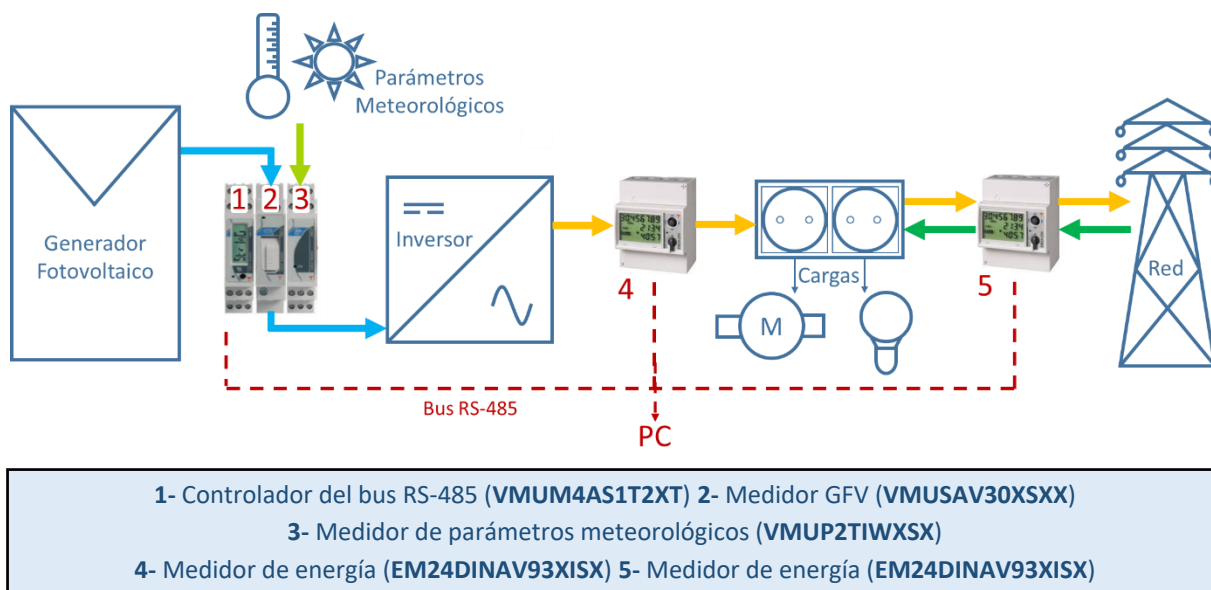 Parámetros
Meteorológicos
1 2 3
Generador
Fotovoltaico
Inversor
4
Cargas
M
5
Red
Bus RS-485
PC
1- Controlador del bus RS-485 (VMUM4AS1T2XT) 2- Medidor GFV (VMUSAV30XSXX)
3- Medidor de parámetros meteorológicos (VMUP2TIWXSX)
4- Medidor de energía (EM24DINAV93XISX) 5- Medidor de energía (EM24DINAV93XISX)